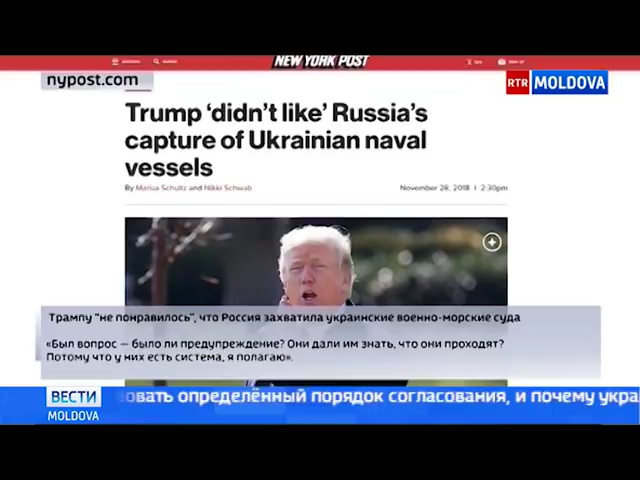 NEW YORK POST
nypost.com
RTR MOLDOVA
Trump ‘didn’t like’ Russia’s
capture of Ukrainian naval
vessels
By Marisa Schultz and Nikki Schwab November 28, 2018 | 2:30pm
Трампу "не понравилось", что Россия захватила украинские военно-морские суда
«Был вопрос — было ли предупреждение? Они дали им знать, что они проходят?
Потому что у них есть система, я полагаю».
ВЕСТИ
MOLDOVA
овать определённый порядок согласования, и почему укра